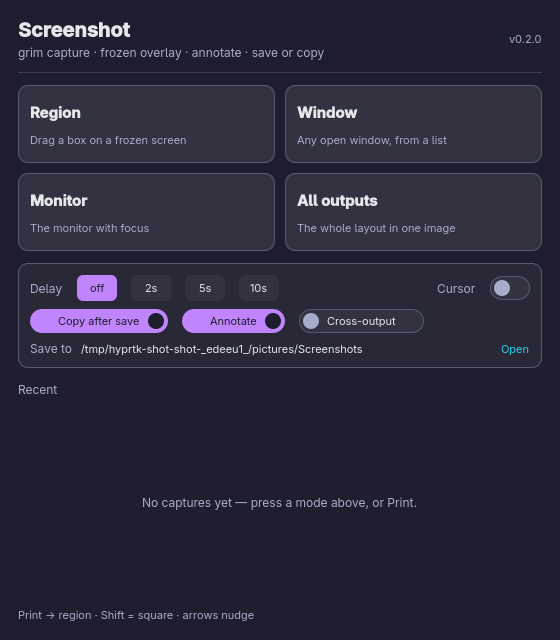 Screenshot
grim capture · frozen overlay · annotate · save or copy
v0.2.0
Region
Drag a box on a frozen screen
Window
Any open window, from a list
Monitor
The monitor with focus
All outputs
The whole layout in one image
Delay off 2s 5s 10s Cursor
Copy after save Annotate Cross-output
Save to /tmp/hyprtk-shot-shot-_edeeu1_/pictures/Screenshots Open
Recent
No captures yet — press a mode above, or Print.
Print → region · Shift = square · arrows nudge